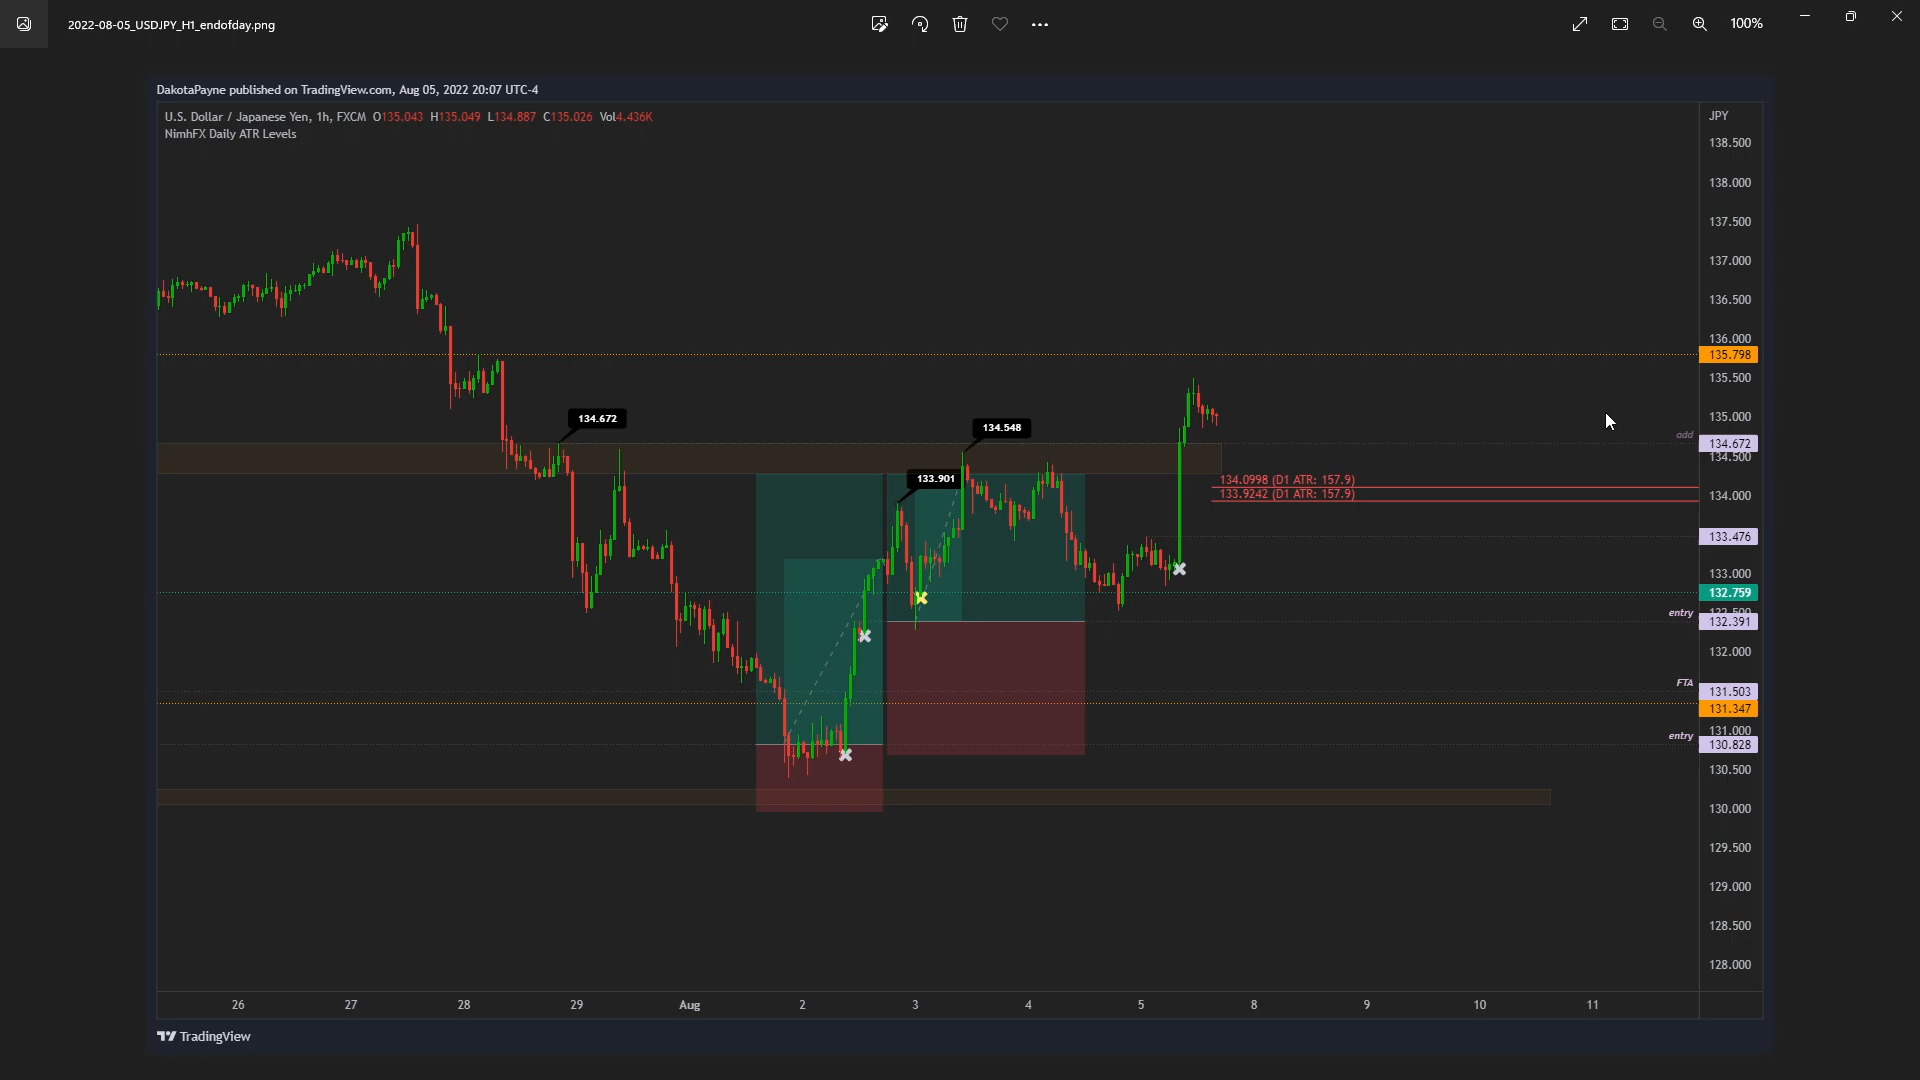 2022-08-05_USDJPY_H1_endofday.png
100%
DakotaPayne published on TradingView.com, Aug 05, 2022 20:07 UTC-4
U.S. Dollar / Japanese Yen, 1h, FXCM O135.043 H135.049 L134.887 C135.026 Vol4.436K
NimhFX Daily ATR Levels
JPY
138.500
138.000
137.500
137.000
136.500
136.000
135.798
135.500
134.672
135.000
134.548
add 134.672
134.500
133.901
134.0998 (D1 ATR: 157.9)
133.9242 (D1 ATR: 157.9)
134.000
133.476
133.000
132.759
132.500
entry 132.391
132.000
FTA 131.503
131.347
131.000
entry 130.828
130.500
130.000
129.500
129.000
128.500
128.000
26 27 28 29 Aug 2 3 4 5 8 9 10 11
TradingView